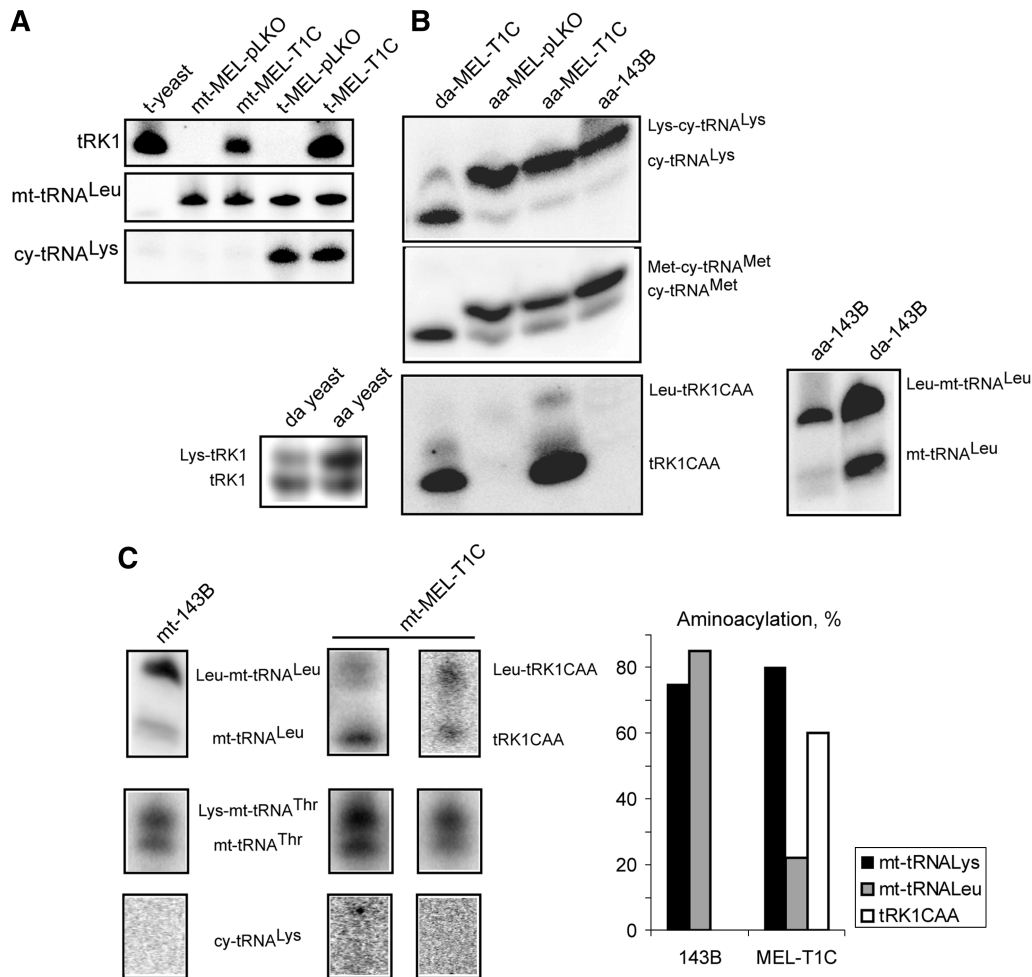 A
t-yeast
mt-MEL-pLKO
mt-MEL-T1C
t-MEL-pLKO
t-MEL-T1C
tRK1
mt-tRNALeu
cy-tRNALys
B
da-MEL-T1C
aa-MEL-pLKO
aa-MEL-T1C
aa-143B
Lys-cy-tRNALys
cy-tRNALys
Met-cy-tRNAMet
cy-tRNAMet
da yeast
aa yeast
Lys-tRK1
tRK1
Leu-tRK1CAA
tRK1CAA
aa-143B
da-143B
Leu-mt-tRNALeu
mt-tRNALeu
C
mt-143B
mt-MEL-T1C
Leu-mt-tRNALeu
mt-tRNALeu
Leu-tRK1CAA
tRK1CAA
Lys-mt-tRNAThr
mt-tRNAThr
cy-tRNALys
Aminoacylation, %
80
60
40
20
0
143B
MEL-T1C
mt-tRNALys
mt-tRNALeu
tRK1CAA